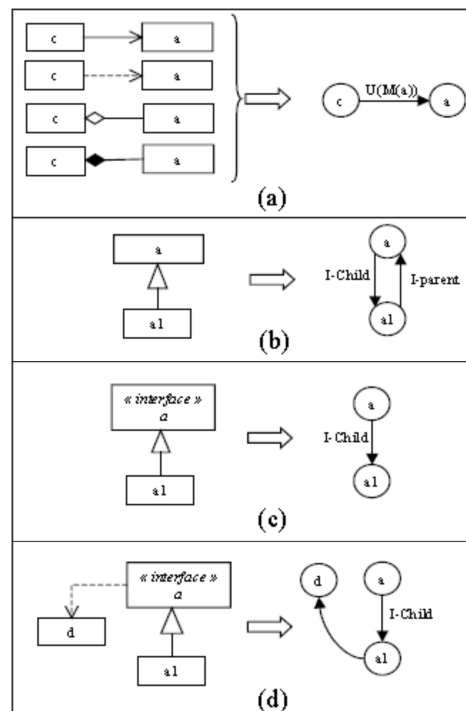 c a
c a
c a
c a
c U(M(a)) a
(a)
a
a1
a
I-Child I-parent
a1
(b)
« interface »
a
a1
a
I-Child
a1
(c)
« interface »
a
d
a1
d a
I-Child
a1
(d)